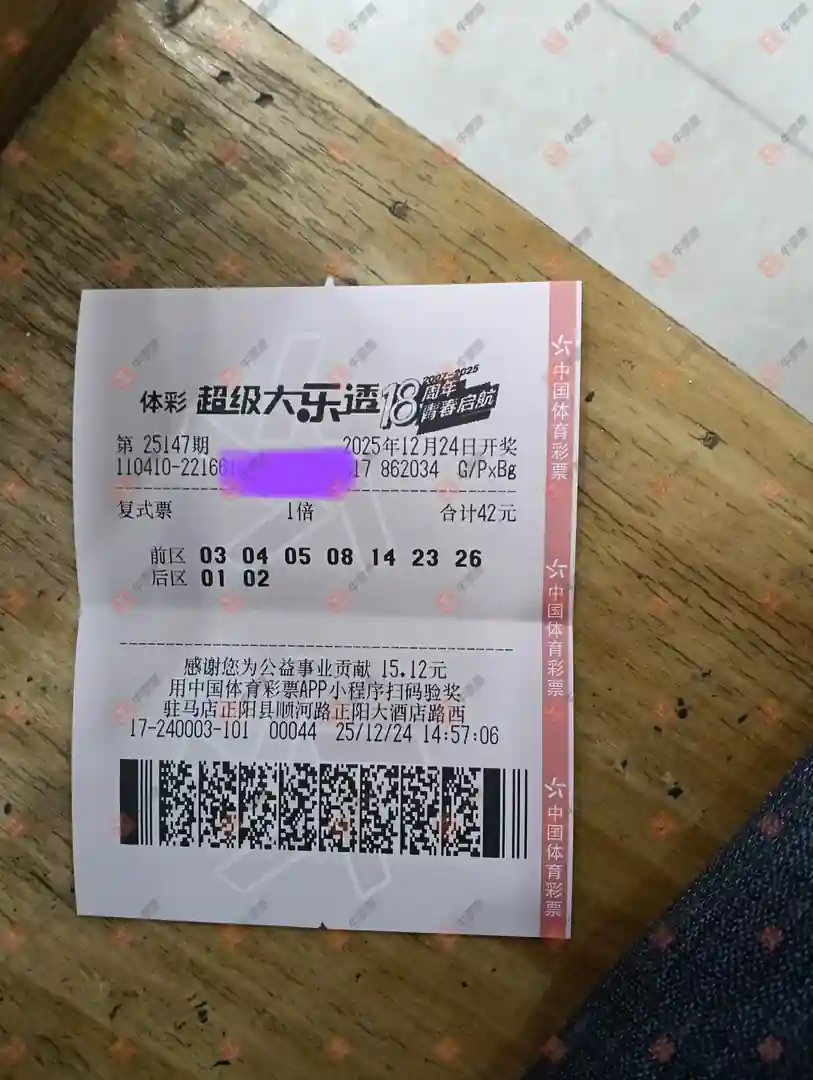 体彩 超级大乐透 18周年 2007-2025 青春启航
第 25147期 2025年12月24日开奖
110410-22166 17 862034 G/PxBg
复式票 1倍 合计42元
前区 03 04 05 08 14 23 26
后区 01 02
感谢您为公益事业贡献 15.12元
用中国体育彩票APP小程序扫码验奖
驻马店正阳县顺河路正阳大酒店路西
17-240003-101 00044 25/12/24 14:57:06
中国体育彩票
中国体育彩票
中国体育彩票